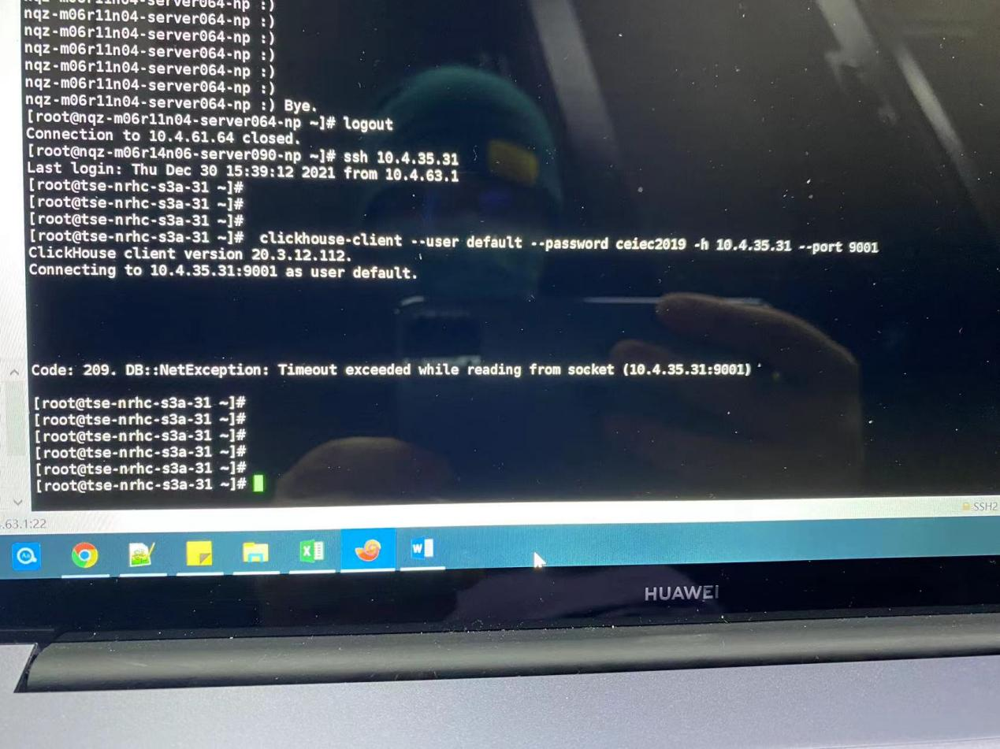 nqz-m06r11n04-server064-np :)
nqz-m06r11n04-server064-np :)
nqz-m06r11n04-server064-np :)
nqz-m06r11n04-server064-np :)
nqz-m06r11n04-server064-np :)
nqz-m06r11n04-server064-np :)
nqz-m06r11n04-server064-np :) Bye.
[root@nqz-m06r11n04-server064-np ~]# logout
Connection to 10.4.61.64 closed.
[root@nqz-m06r14n06-server090-np ~]# ssh 10.4.35.31
Last login: Thu Dec 30 15:39:12 2021 from 10.4.63.1
[root@tse-nrhc-s3a-31 ~]#
[root@tse-nrhc-s3a-31 ~]#
[root@tse-nrhc-s3a-31 ~]#
[root@tse-nrhc-s3a-31 ~]# clickhouse-client --user default --password ceiec2019 -h 10.4.35.31 --port 9001
ClickHouse client version 20.3.12.112.
Connecting to 10.4.35.31:9001 as user default.
Code: 209. DB::NetException: Timeout exceeded while reading from socket (10.4.35.31:9001)
[root@tse-nrhc-s3a-31 ~]#
[root@tse-nrhc-s3a-31 ~]#
[root@tse-nrhc-s3a-31 ~]#
[root@tse-nrhc-s3a-31 ~]#
[root@tse-nrhc-s3a-31 ~]#
[root@tse-nrhc-s3a-31 ~]#
SSH2
.63.1:22
HUAWEI